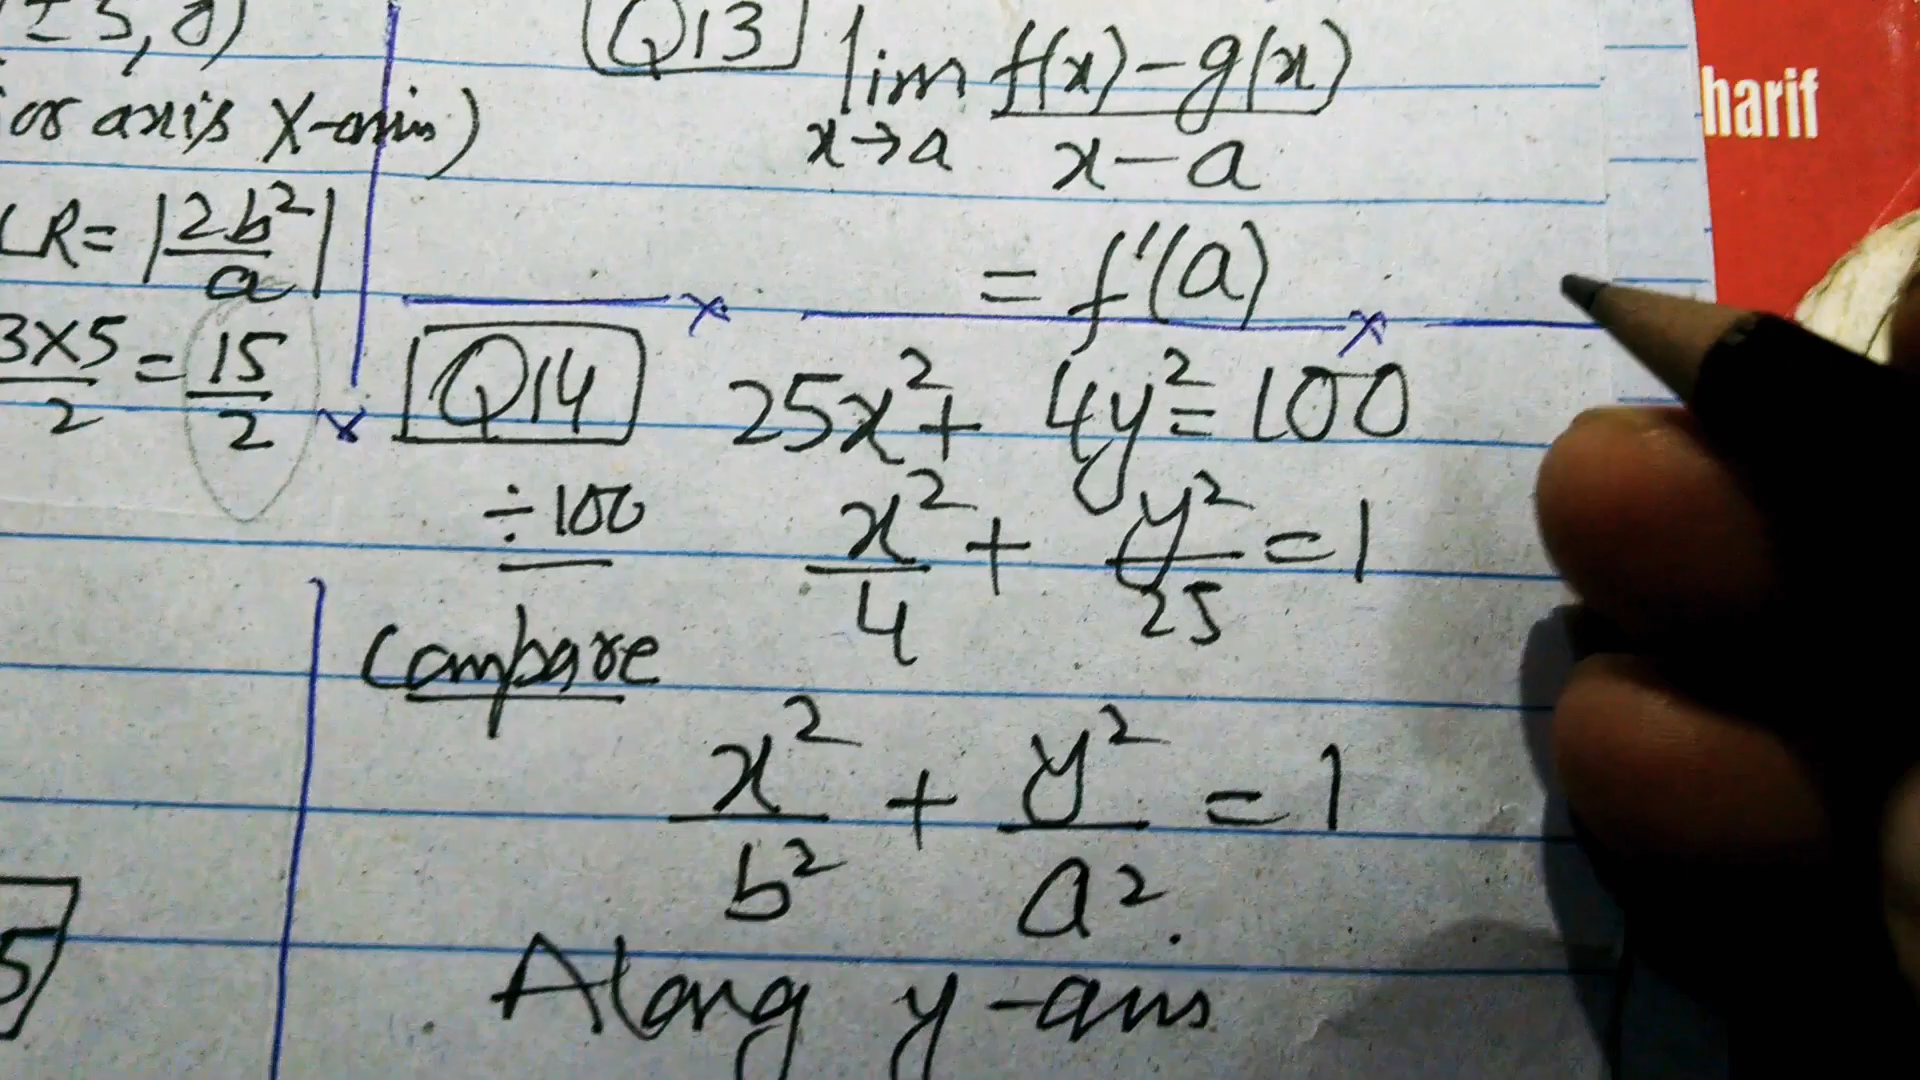 ± 5, 0)
or axis X-axis)
LR = |2b²/a|
3×5/2 = 15/2
Q13 lim x→a f(x)-g(x)/x-a
= f'(a)
Q14 25x² + 4y² = 100
÷100 x²/4 + y²/25 = 1
Compare
x²/b² + y²/a² = 1
Along y-axis
5
harif